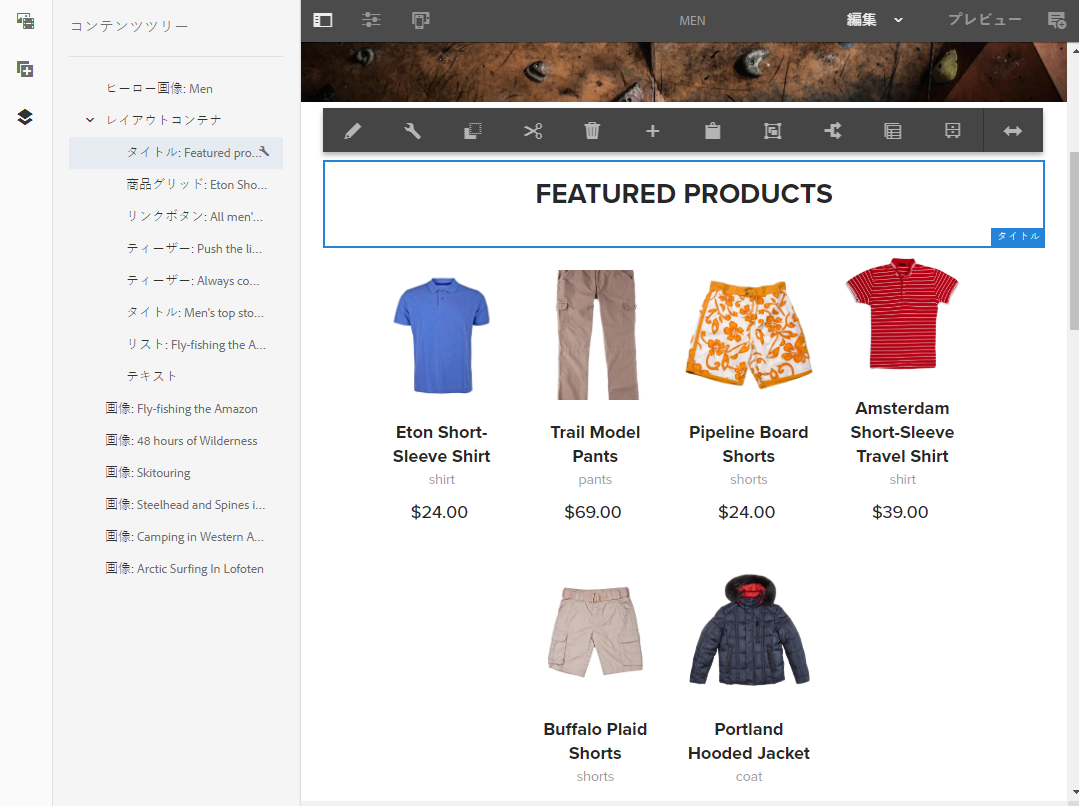 コンテンツツリー
ヒーロー画像: Men
レイアウトコンテナ
タイトル: Featured pro...
商品グリッド: Eton Sho...
リンクボタン: All men'...
ティーザー: Push the li...
ティーザー: Always co...
タイトル: Men's top sto...
リスト: Fly-fishing the A...
テキスト
画像: Fly-fishing the Amazon
画像: 48 hours of Wilderness
画像: Skitouring
画像: Steelhead and Spines i...
画像: Camping in Western A...
画像: Arctic Surfing In Lofoten
MEN
編集
プレビュー
FEATURED PRODUCTS
タイトル
Eton Short-
Sleeve Shirt
shirt
$24.00
Trail Model
Pants
pants
$69.00
Pipeline Board
Shorts
shorts
$24.00
Amsterdam
Short-Sleeve
Travel Shirt
shirt
$39.00
Buffalo Plaid
Shorts
shorts
Portland
Hooded Jacket
coat